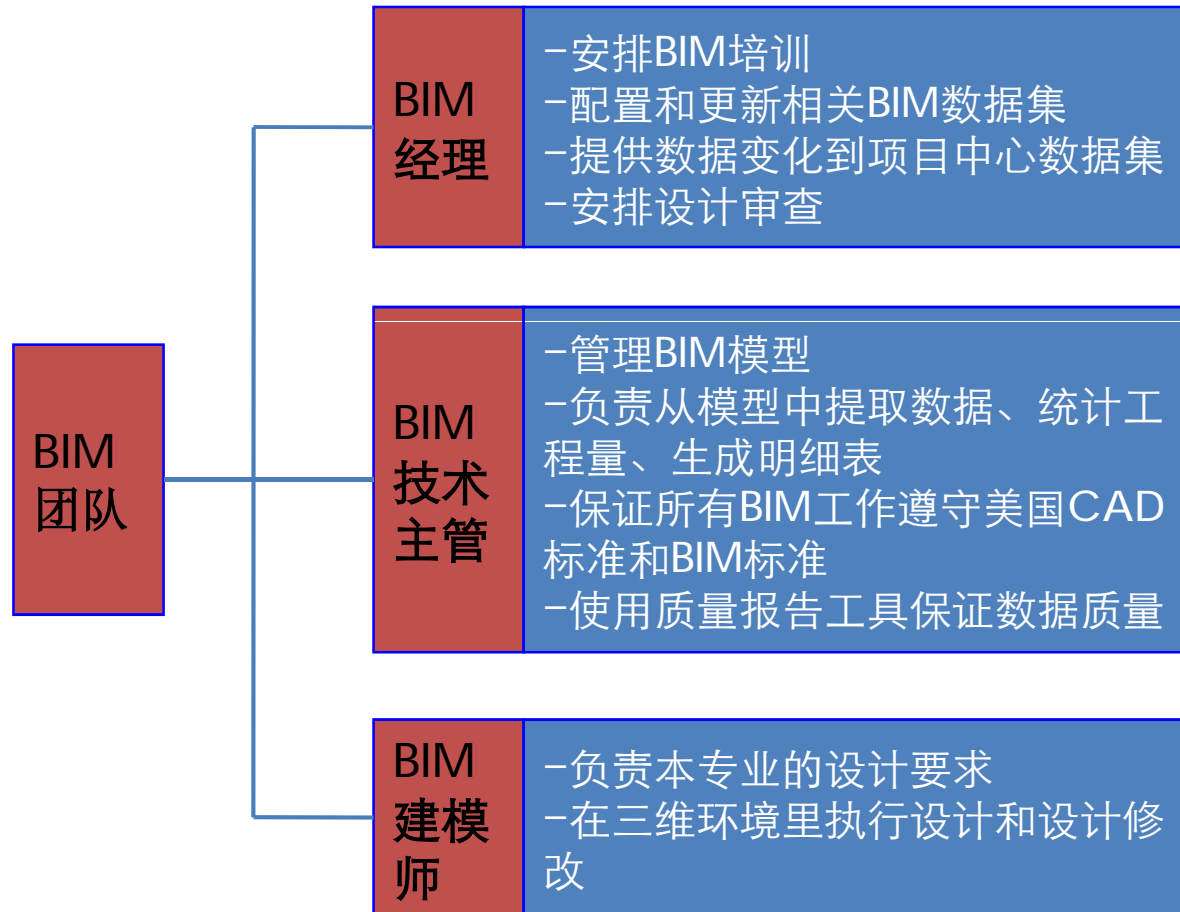 BIM
团队
BIM
经理
-安排BIM培训
-配置和更新相关BIM数据集
-提供数据变化到项目中心数据集
-安排设计审查
BIM
技术
主管
-管理BIM模型
-负责从模型中提取数据、统计工
程量、生成明细表
-保证所有BIM工作遵守美国CAD
标准和BIM标准
-使用质量报告工具保证数据质量
BIM
建模
师
-负责本专业的设计要求
-在三维环境里执行设计和设计修
改